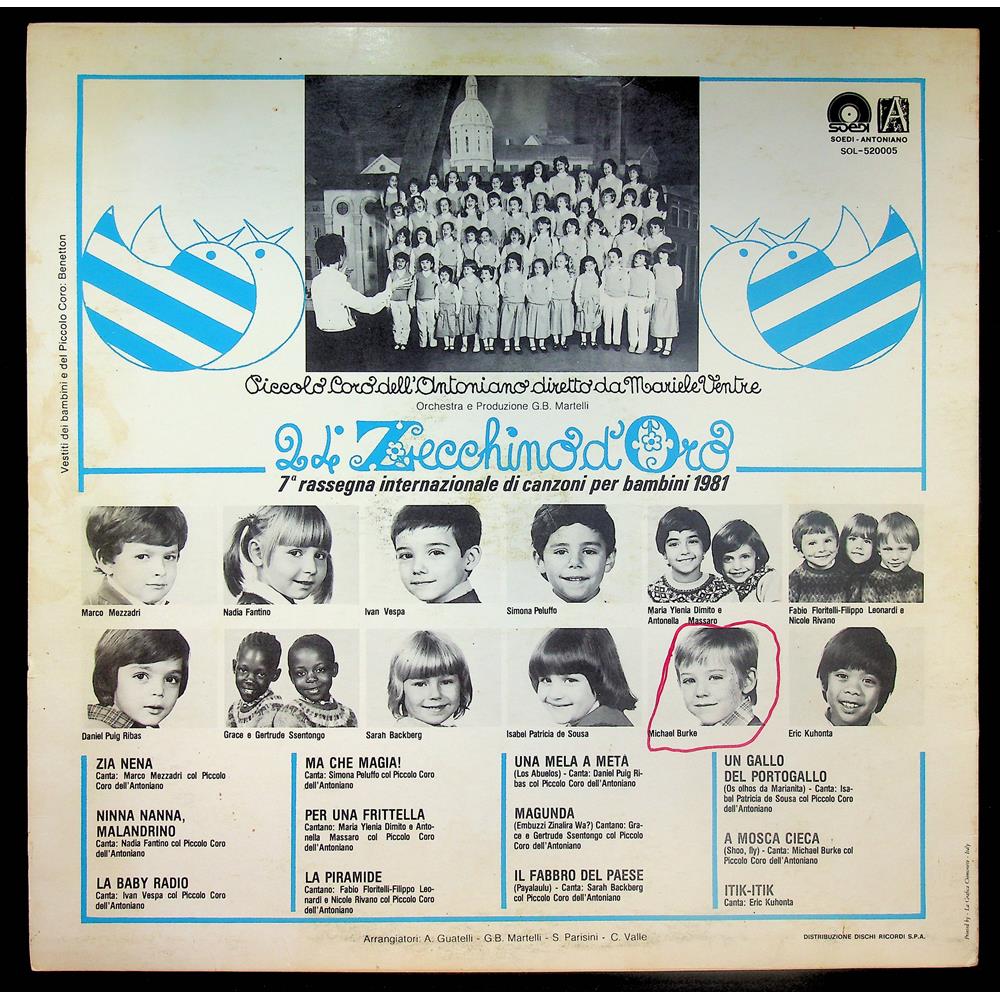 SOEDI
A
SOEDI - ANTONIANO
SOL-520005
Vestiti dei bambini e del Piccolo Coro: Benetton
Piccolo Coro dell'Antoniano diretto da Mariele Ventre
Orchestra e Produzione G.B. Martelli
24° Zecchino d'Oro
7ª rassegna internazionale di canzoni per bambini 1981
Marco Mezzadri
Nadia Fantino
Ivan Vespa
Simona Peluffo
Maria Ylenia Dimito e
Antonella Massaro
Fabio Floritelli-Filippo Leonardi e
Nicole Rivano
Daniel Puig Ribas
Grace e Gertrude Ssentongo
Sarah Backberg
Isabel Patricia de Sousa
Michael Burke
Eric Kuhonta
ZIA NENA
Canta: Marco Mezzadri col Piccolo
Coro dell'Antoniano
NINNA NANNA,
MALANDRINO
Canta: Nadia Fantino col Piccolo Coro
dell'Antoniano
LA BABY RADIO
Canta: Ivan Vespa col Piccolo Coro
dell'Antoniano
MA CHE MAGIA!
Canta: Simona Peluffo col Piccolo Coro
dell'Antoniano
PER UNA FRITTELLA
Cantano: Maria Ylenia Dimito e Anto-
nella Massaro col Piccolo Coro
dell'Antoniano
LA PIRAMIDE
Cantano: Fabio Floritelli-Filippo Leo-
nardi e Nicole Rivano col Piccolo Coro
dell'Antoniano
UNA MELA A METÀ
(Los Abuelos) - Canta: Daniel Puig Ri-
bas col Piccolo Coro dell'Antoniano
MAGUNDA
(Embuzzi Zinalira Wa?) Cantano: Gra-
ce e Gertrude Ssentongo col Piccolo
Coro dell'Antoniano
IL FABBRO DEL PAESE
(Payalaulu) - Canta: Sarah Backberg
col Piccolo Coro dell'Antoniano
UN GALLO
DEL PORTOGALLO
(Os olhos da Marianita) - Canta: Isa-
bel Patricia de Sousa col Piccolo Coro
dell'Antoniano
A MOSCA CIECA
(Shoo, fly) - Canta: Michael Burke col
Piccolo Coro dell'Antoniano
ITIK-ITIK
Canta: Eric Kuhonta
Arrangiatori: A. Guatelli - G.B. Martelli - S. Parisini - C. Valle
DISTRIBUZIONE DISCHI RICORDI S.P.A.
Printed by - La Grafica Cremonese - Italy